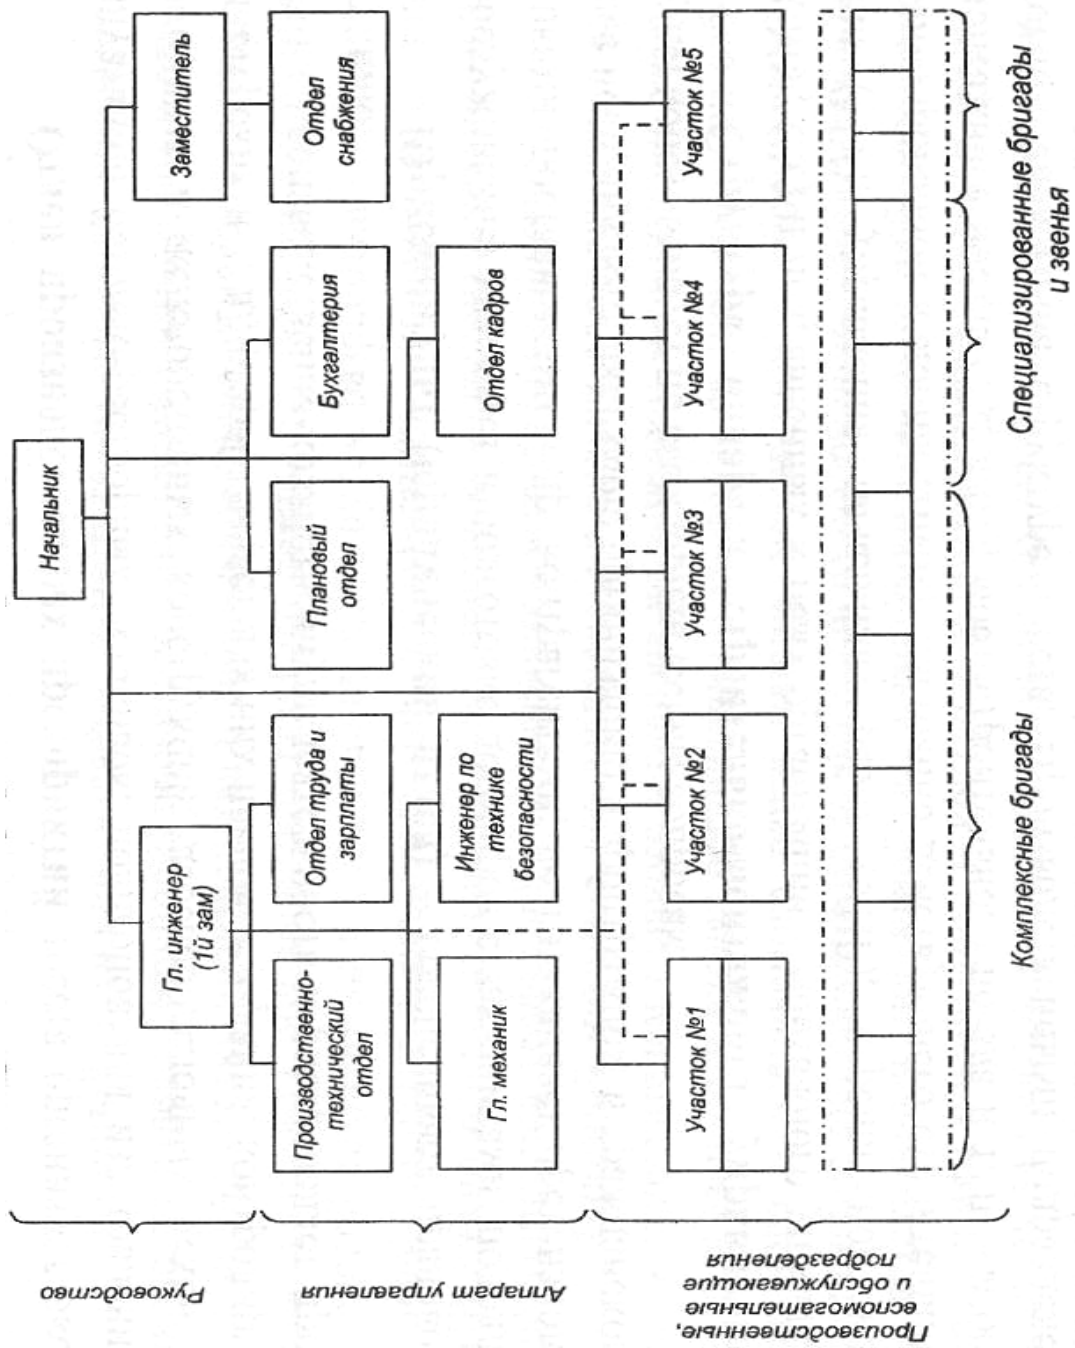 Начальник
Гл. инженер
(1й зам)
Заместитель
Производственно-
технический
отдел
Отдел труда и
зарплаты
Плановый
отдел
Бухгалтерия
Отдел
снабжения
Гл. механик
Инженер по
технике
безопасности
Отдел кадров
Участок №1
Участок №2
Участок №3
Участок №4
Участок №5
Комплексные бригады
Специализированные бригады
и звенья
Руководство
Аппарат управления
Производственные,
вспомогательные
и обслуживающие
подразделения